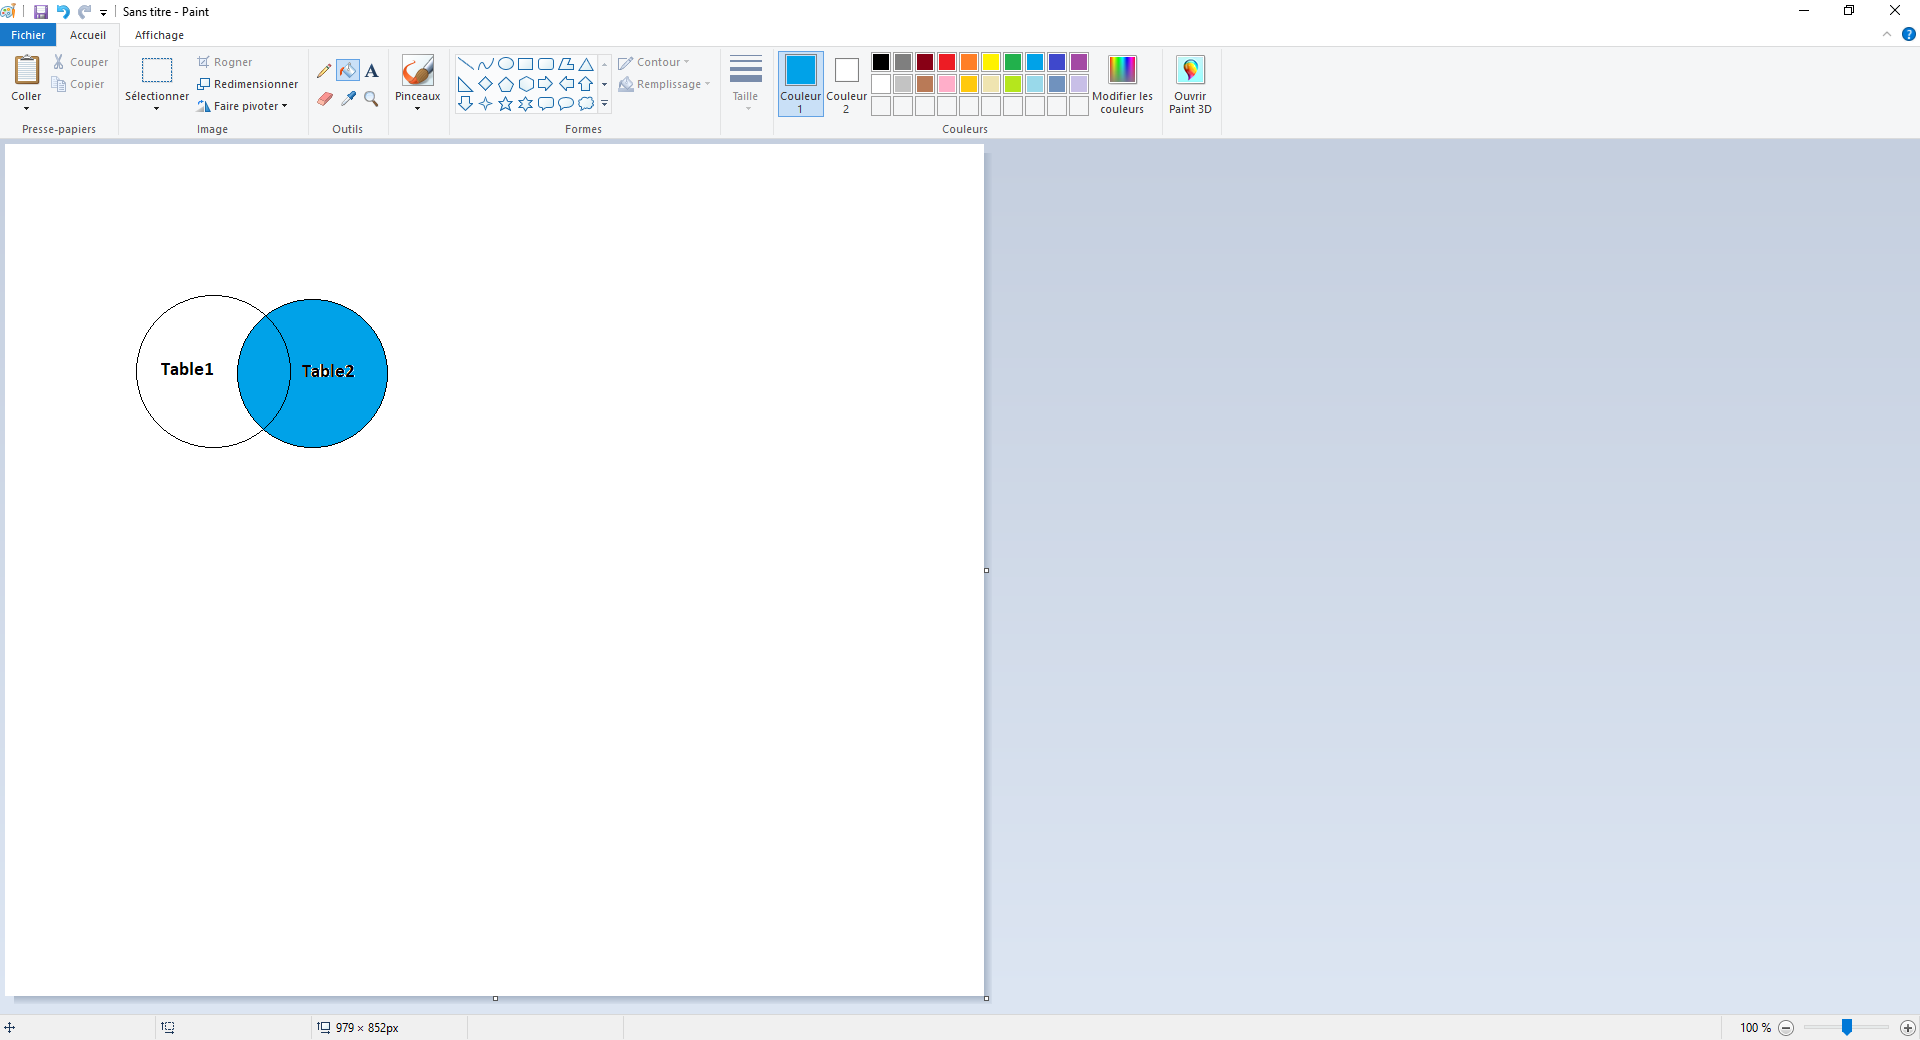 Sans titre - Paint
Fichier Accueil Affichage
Coller
Couper
Copier
Presse-papiers
Sélectionner
Rogner
Redimensionner
Faire pivoter
Image
A
Outils
Pinceaux
Contour
Remplissage
Formes
Taille
Couleur
1
Couleur
2
Modifier les
couleurs
Couleurs
Ouvrir
Paint 3D
?
Table1
Table2
979 × 852px
100 %